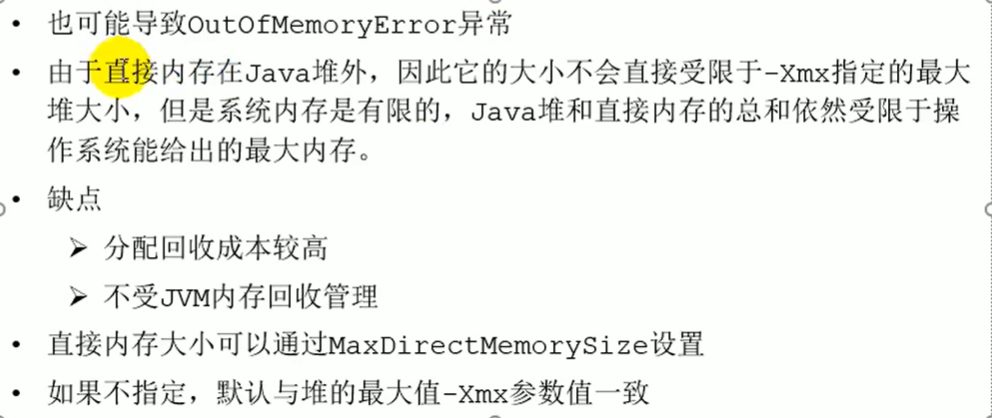 • 也可能导致OutOfMemoryError异常
• 由于直接内存在Java堆外，因此它的大小不会直接受限于-Xmx指定的最大
堆大小，但是系统内存是有限的，Java堆和直接内存的总和依然受限于操
作系统能给出的最大内存。
• 缺点
➢ 分配回收成本较高
➢ 不受JVM内存回收管理
• 直接内存大小可以通过MaxDirectMemorySize设置
• 如果不指定，默认与堆的最大值-Xmx参数值一致